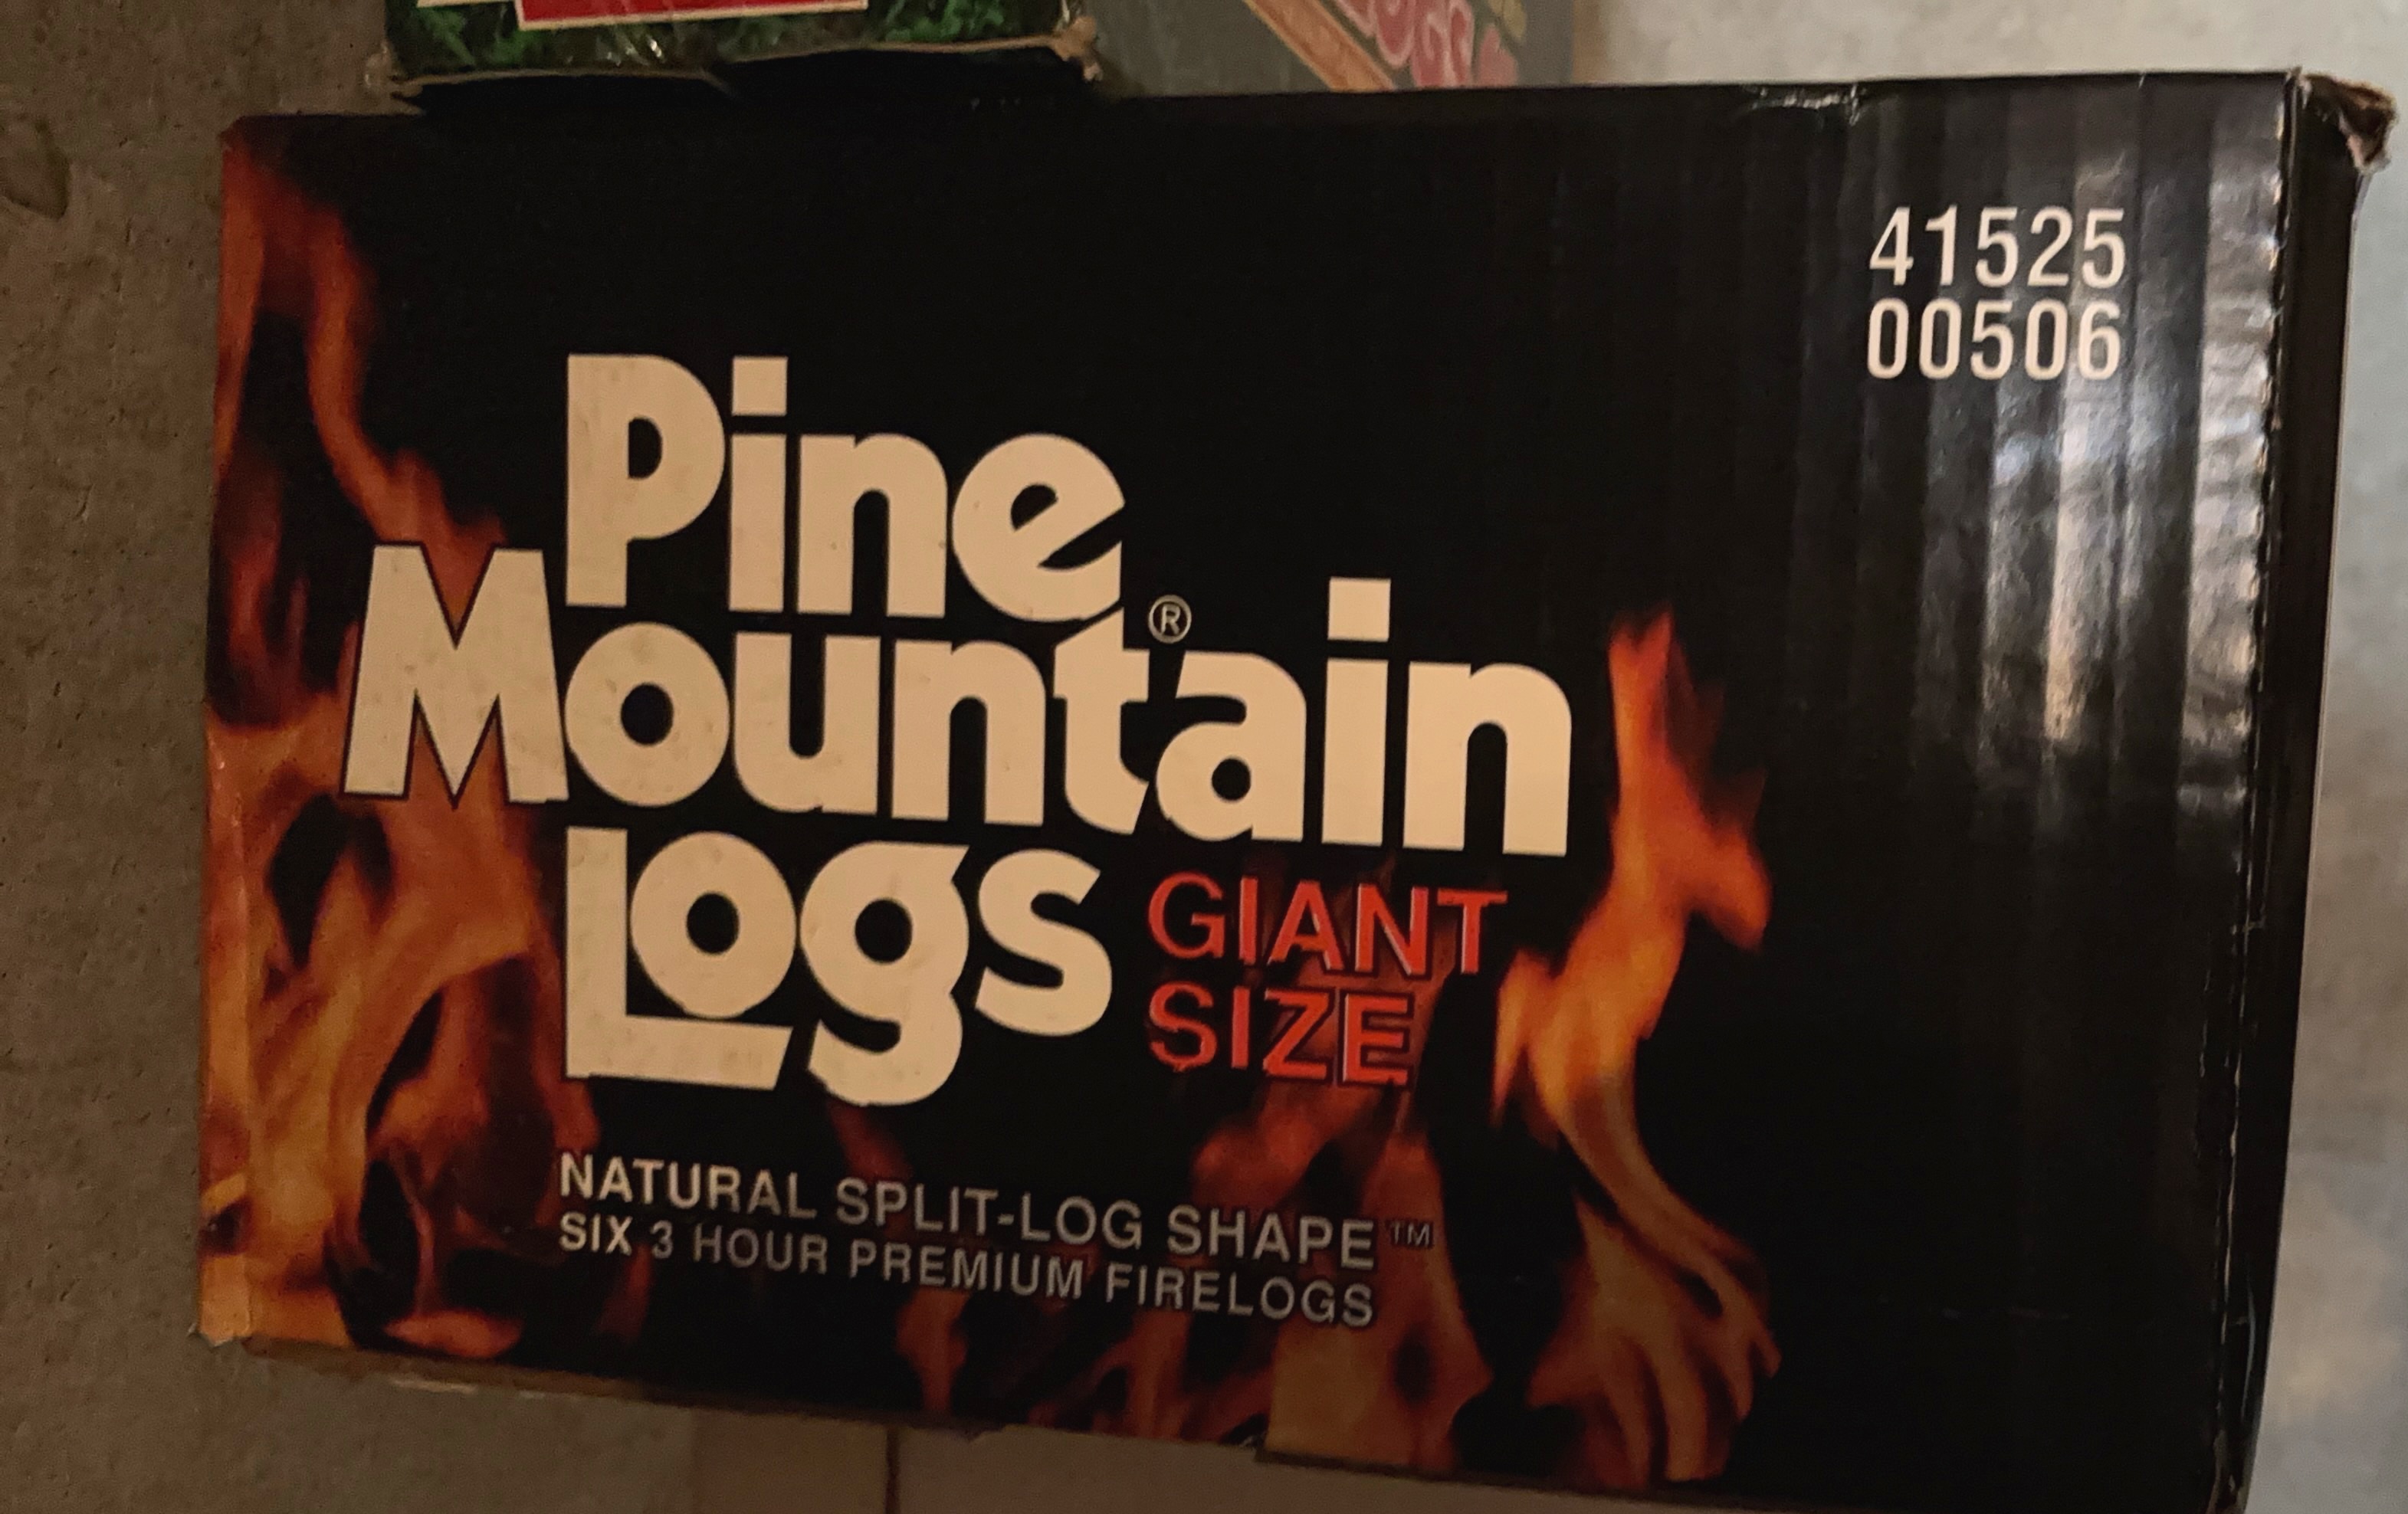 41525
00506
Pine
Mountain®
Logs
GIANT
SIZE
NATURAL SPLIT-LOG SHAPE™
SIX 3 HOUR PREMIUM FIRELOGS